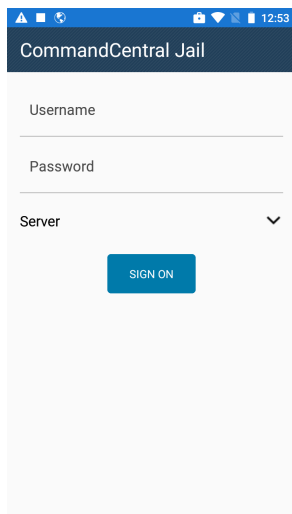 12:53
CommandCentral Jail
Username
Password
Server
SIGN ON